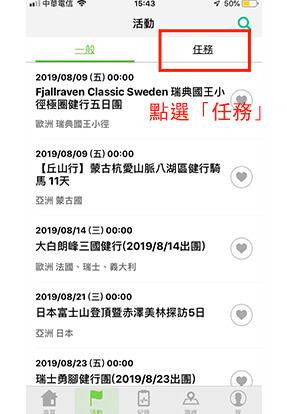 中華電信 15:43 50%
活動
一般 任務
2019/08/09 (五) 00:00
Fjallraven Classic Sweden 瑞典國王小
徑極圈健行五日團
點選「任務」
歐洲 瑞典國王小徑
2019/08/09 (五) 00:00
【丘山行】蒙古杭愛山脈八湖區健行騎
馬 11天
亞洲 蒙古國
2019/08/14 (三) 00:00
大白朗峰三國健行(2019/8/14出團)
歐洲 法國、瑞士、義大利
2019/08/21 (三) 00:00
日本富士山登頂暨赤澤美林探訪5日
亞洲 日本
2019/08/23 (五) 00:00
瑞士勇腳健行團(2019/8/23出團)
首頁 活動 紀錄 路線 我